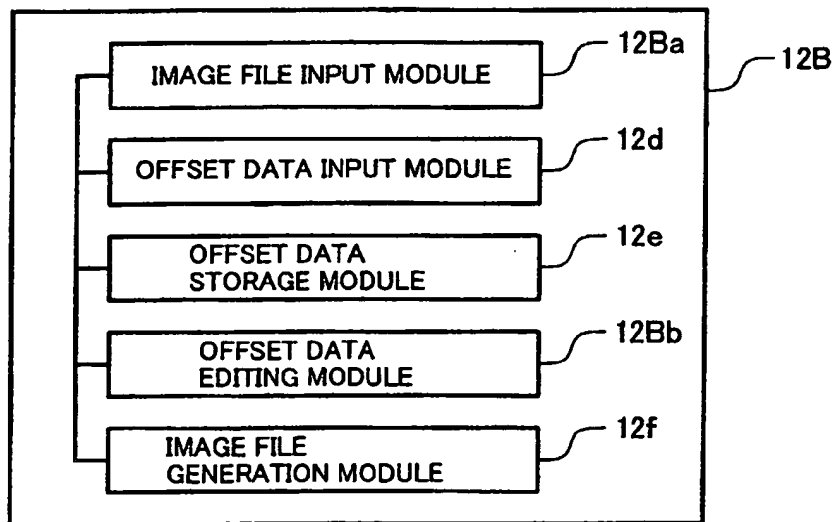 IMAGE FILE INPUT MODULE
12Ba
12B
OFFSET DATA INPUT MODULE
12d
OFFSET DATA
STORAGE MODULE
12e
OFFSET DATA
EDITING MODULE
12Bb
IMAGE FILE
GENERATION MODULE
12f